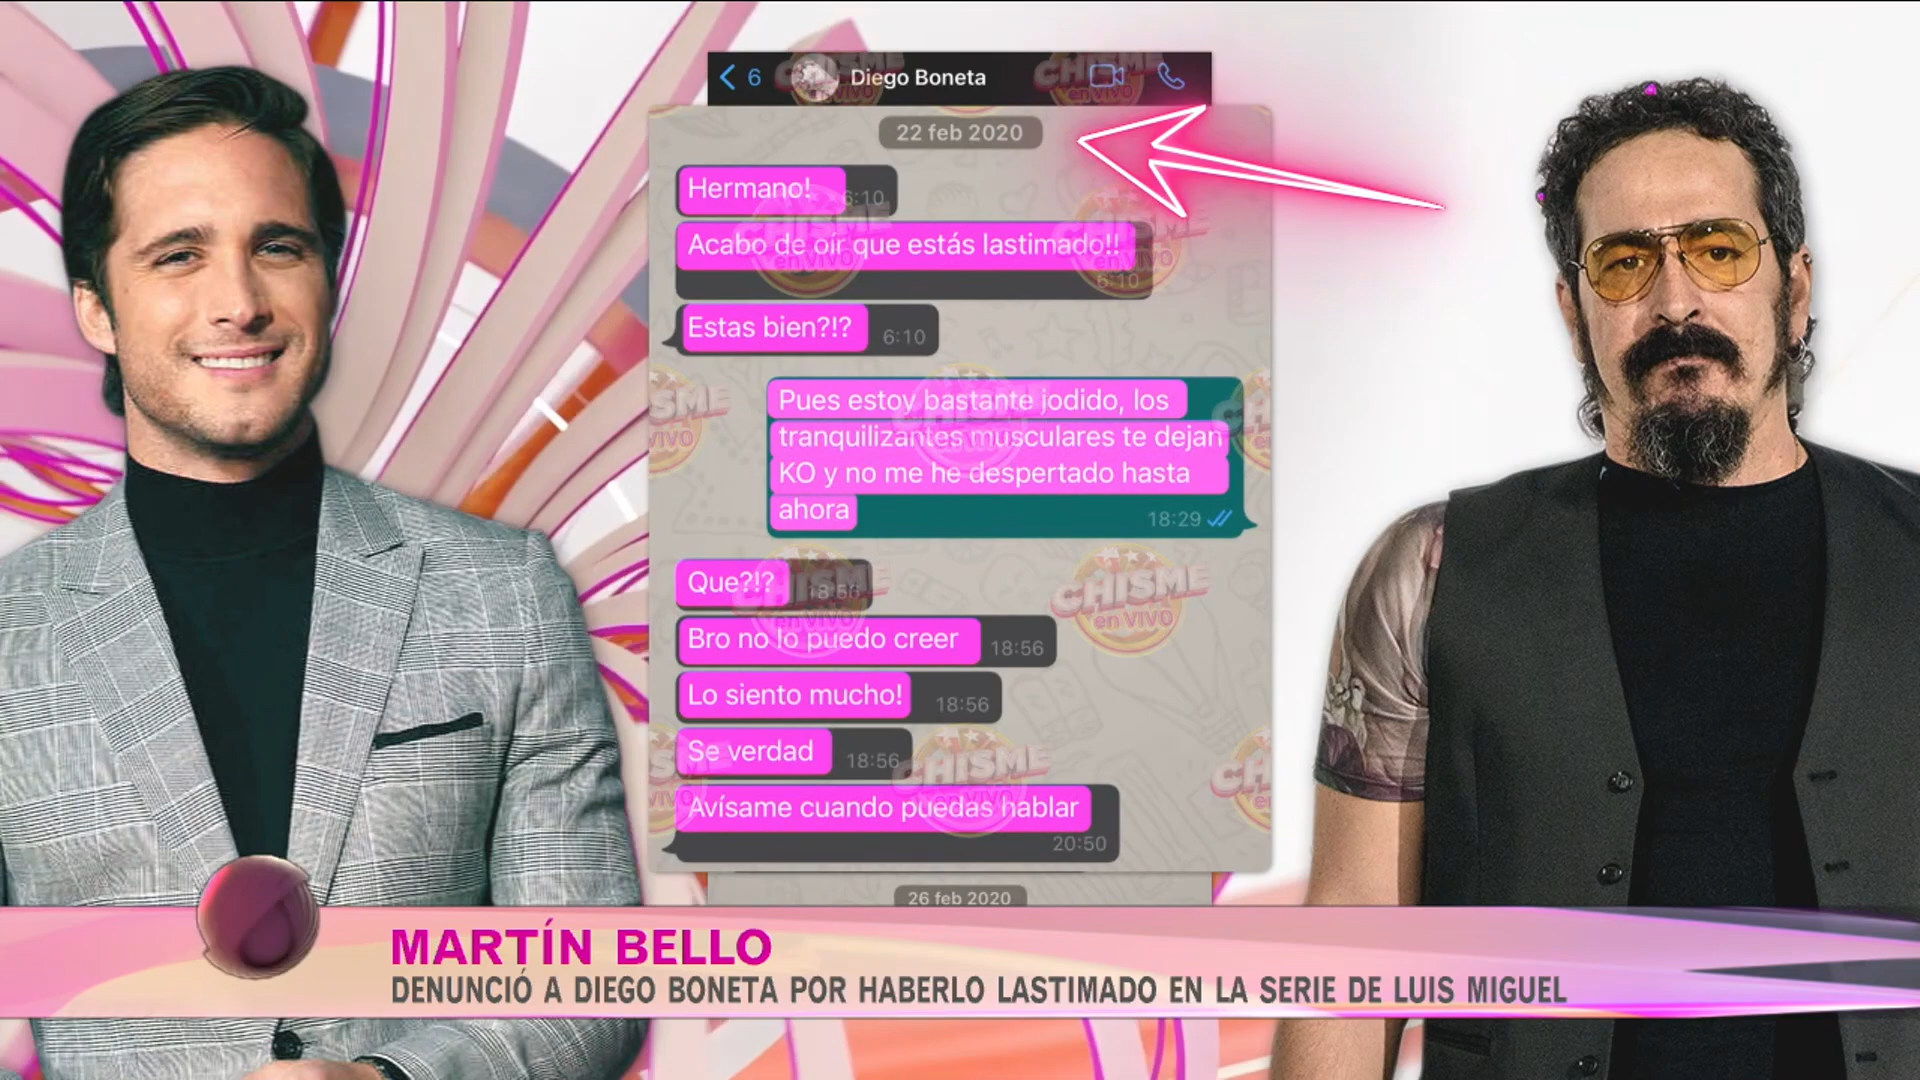 6
Diego Boneta
22 feb 2020
Hermano!
6:10
Acabo de oír que estás lastimado!!
6:10
Estas bien?!?
6:10
Pues estoy bastante jodido, los
tranquilizantes musculares te dejan
KO y no me he despertado hasta
ahora
18:29
Que?!?
18:56
Bro no lo puedo creer
18:56
Lo siento mucho!
18:56
Se verdad
18:56
Avísame cuando puedas hablar
20:50
26 feb 2020
CHISME
en VIVO
MARTÍN BELLO
DENUNCIÓ A DIEGO BONETA POR HABERLO LASTIMADO EN LA SERIE DE LUIS MIGUEL